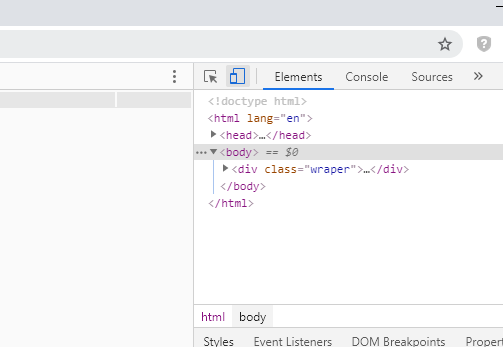 Elements Console Sources »
<!doctype html>
<html lang="en">
<head>…</head>
<body> == $0
<div class="wraper">…</div>
</body>
</html>
html body
Styles Event Listeners DOM Breakpoints Propert